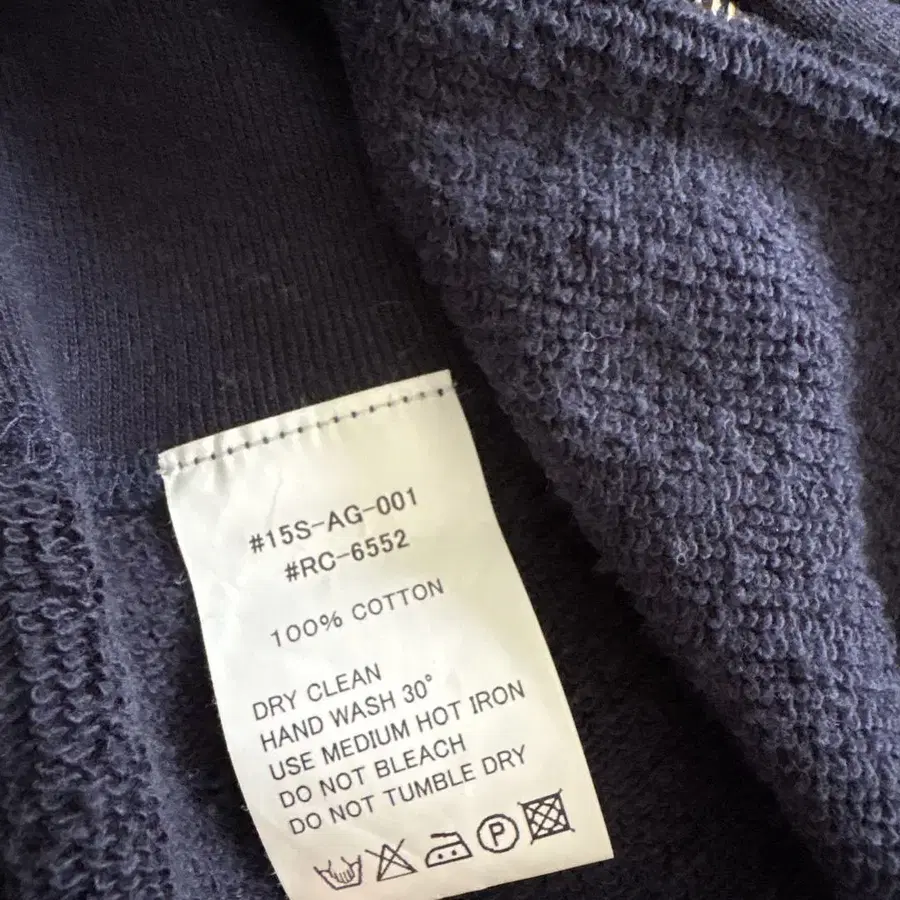 #15S-AG-001
#RC-6552
100% COTTON
DRY CLEAN
HAND WASH 30°
USE MEDIUM HOT IRON
DO NOT BLEACH
DO NOT TUMBLE DRY
P